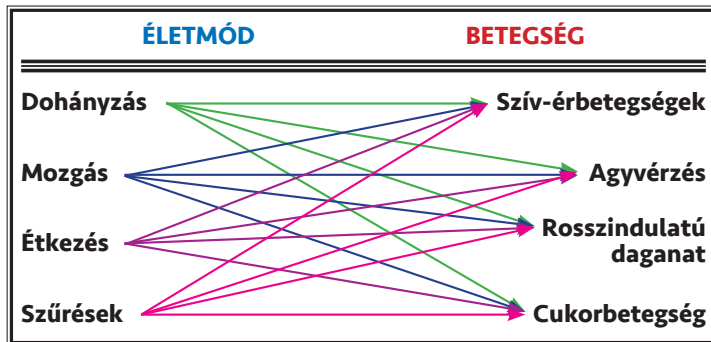 ÉLETMÓD BETEGSÉG
Dohányzás Szív-érbetegségek
Mozgás Agyvérzés
Étkezés Rosszindulatú
daganat
Szűrések Cukorbetegség